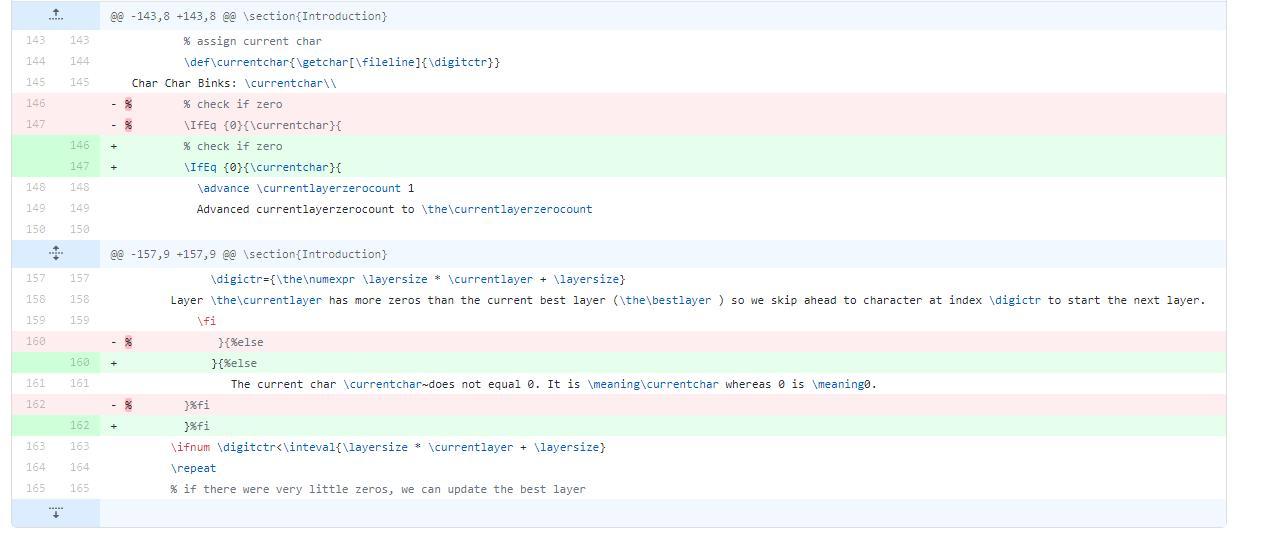 @@ -143,8 +143,8 @@ \section{Introduction}
143 143 % assign current char
144 144 \def\currentchar{\getchar[\fileline]{\digitctr}}
145 145 Char Char Binks: \currentchar\\
146 - % % check if zero
147 - % \IfEq {0}{\currentchar}{
146 + % check if zero
147 + \IfEq {0}{\currentchar}{
148 148 \advance \currentlayerzerocount 1
149 149 Advanced currentlayerzerocount to \the\currentlayerzerocount
150 150
@@ -157,9 +157,9 @@ \section{Introduction}
157 157 \digictr={\the\numexpr \layersize * \currentlayer + \layersize}
158 158 Layer \the\currentlayer has more zeros than the current best layer (\the\bestlayer ) so we skip ahead to character at index \digictr to start the next layer.
159 159 \fi
160 - % }{%else
160 + }{%else
161 161 The current char \currentchar~does not equal 0. It is \meaning\currentchar whereas 0 is \meaning0.
162 - % }%fi
162 + }%fi
163 163 \ifnum \digitctr<\inteval{\layersize * \currentlayer + \layersize}
164 164 \repeat
165 165 % if there were very little zeros, we can update the best layer